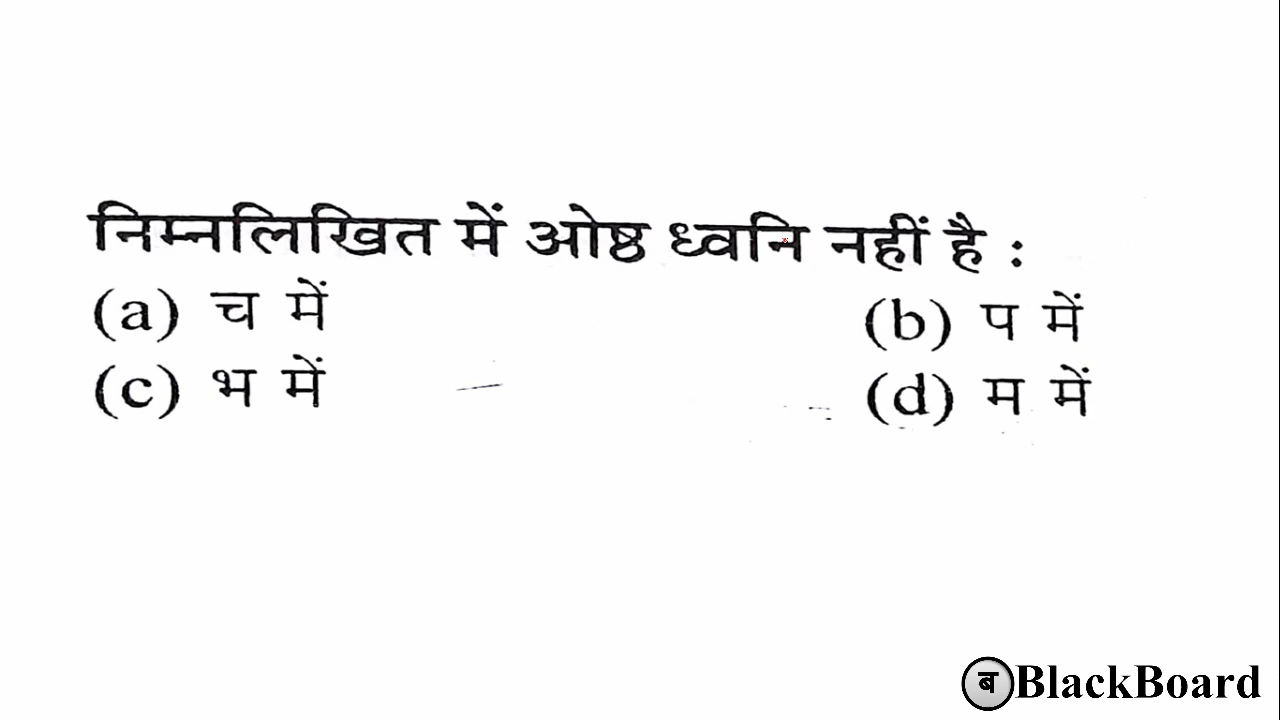 निम्नलिखित में ओष्ठ ध्वनि नहीं है :
(a) च में (b) प में
(c) भ में (d) म में
ब BlackBoard